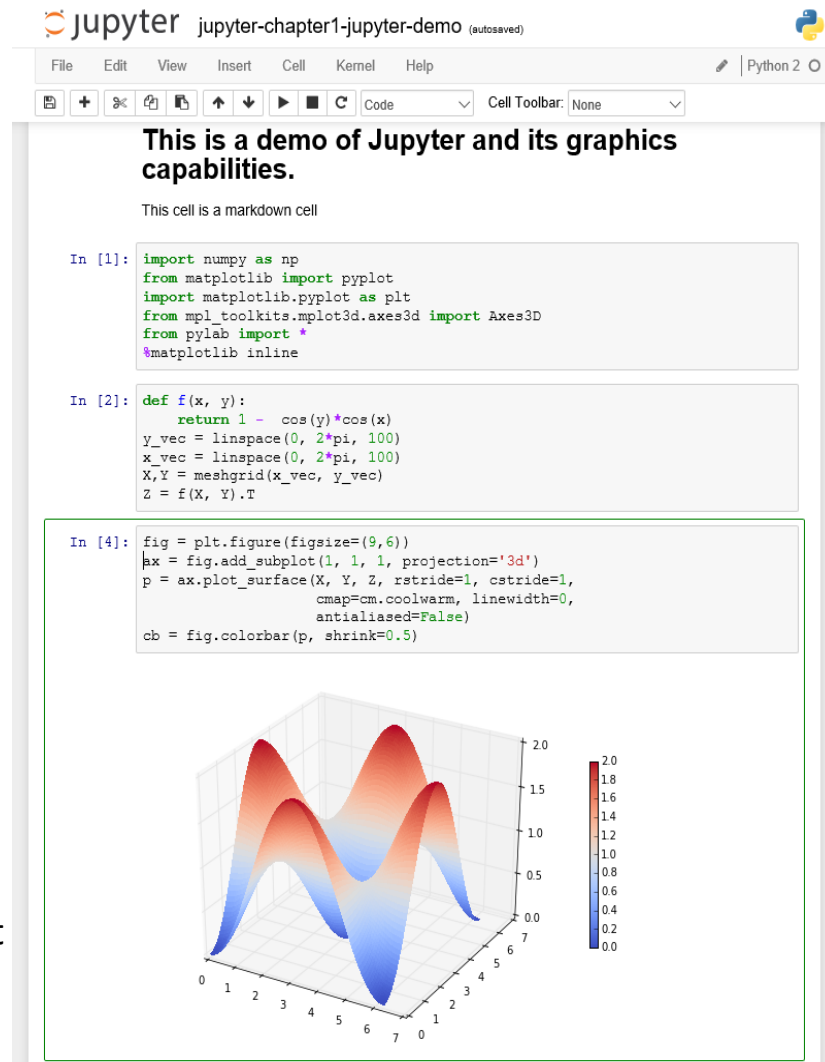 jupyter jupyter-chapter1-jupyter-demo (autosaved)
File Edit View Insert Cell Kernel Help Python 2
Code Cell Toolbar: None
This is a demo of Jupyter and its graphics
capabilities.
This cell is a markdown cell
In [1]: import numpy as np
from matplotlib import pyplot
import matplotlib.pyplot as plt
from mpl_toolkits.mplot3d.axes3d import Axes3D
from pylab import *
%matplotlib inline
In [2]: def f(x, y):
    return 1 -  cos(y)*cos(x)
y_vec = linspace(0, 2*pi, 100)
x_vec = linspace(0, 2*pi, 100)
X,Y = meshgrid(x_vec, y_vec)
Z = f(X, Y).T
In [4]: fig = plt.figure(figsize=(9,6))
ax = fig.add_subplot(1, 1, 1, projection='3d')
p = ax.plot_surface(X, Y, Z, rstride=1, cstride=1,
                    cmap=cm.coolwarm, linewidth=0,
                    antialiased=False)
cb = fig.colorbar(p, shrink=0.5)
2.0
1.5
1.0
0.5
0.0
2.0
1.8
1.6
1.4
1.2
1.0
0.8
0.6
0.4
0.2
0.0
t
0 1 2 3 4 5 6 7
0 1 2 3 4 5 6 7